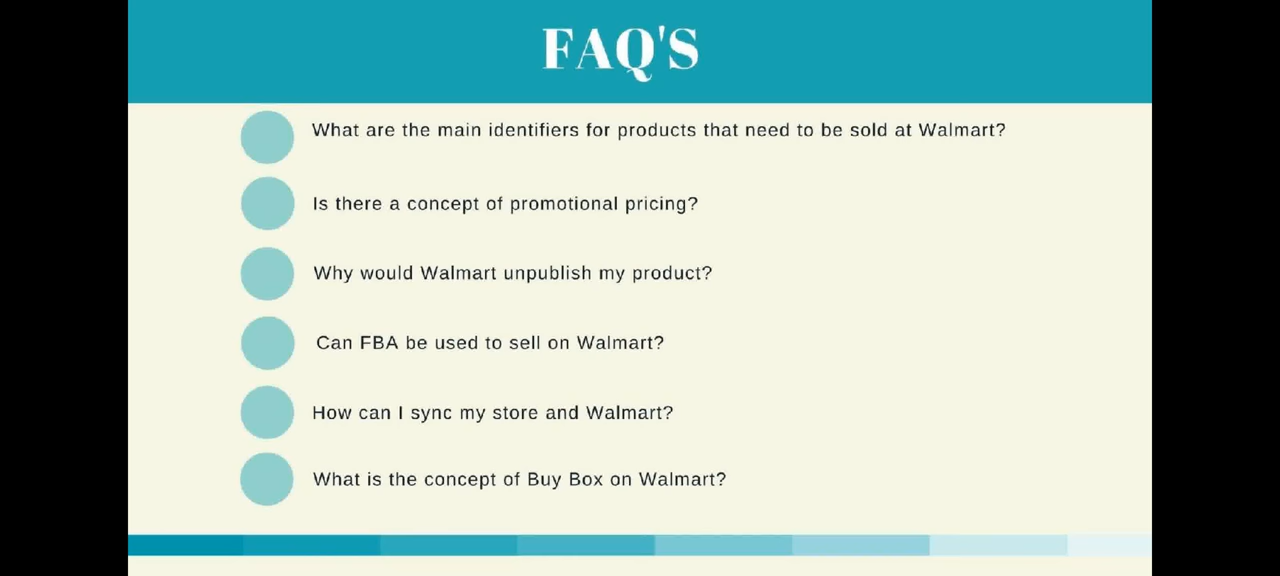 FAQ'S
What are the main identifiers for products that need to be sold at Walmart?
Is there a concept of promotional pricing?
Why would Walmart unpublish my product?
Can FBA be used to sell on Walmart?
How can I sync my store and Walmart?
What is the concept of Buy Box on Walmart?